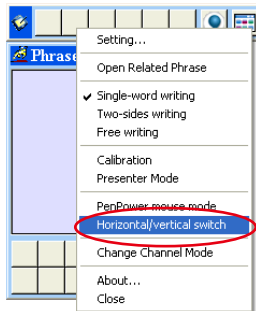 Setting...
Phrase
Open Related Phrase
Single-word writing
Two-sides writing
Free writing
Calibration
Presenter Mode
PenPower mouse mode
Horizontal/vertical switch
Change Channel Mode
About...
Close